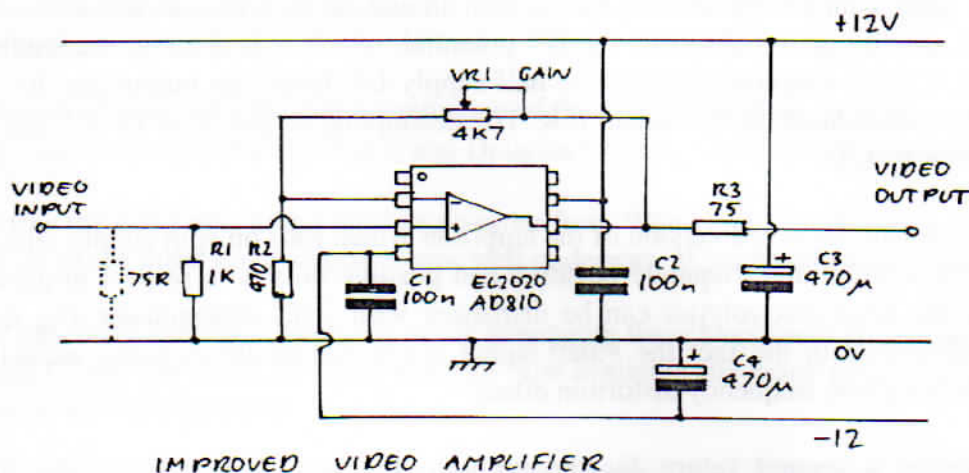 +12V
VR1 GAIN
4K7
VIDEO
INPUT
VIDEO
OUTPUT
R3
75
-
+
75R
R1
1K
R2
470
C1
100n
EL2020
AD810
C2
100n
+
C3
470µ
0V
+
C4
470µ
-12
IMPROVED VIDEO AMPLIFIER